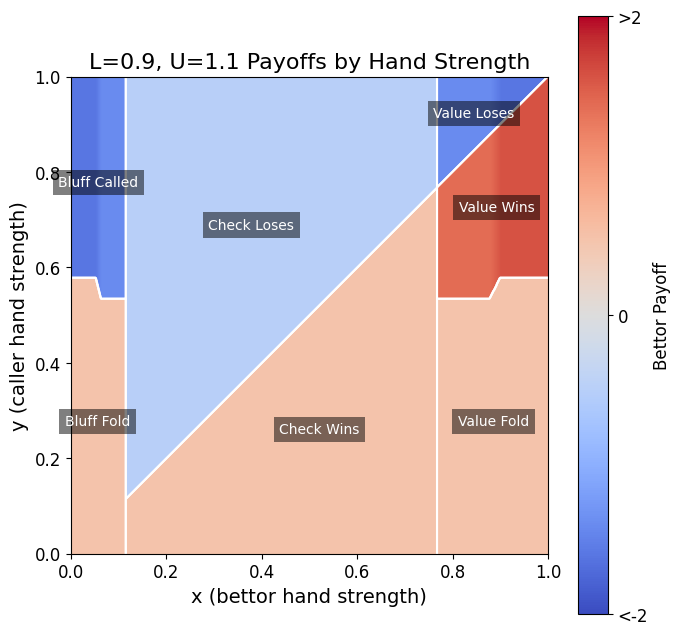 L=0.9, U=1.1 Payoffs by Hand Strength
>2
1.0
Value Loses
0.8
Bluff Called
Value Wins
Check Loses
y (caller hand strength)
0.6
0
Bettor Payoff
0.4
Bluff Fold
Check Wins
Value Fold
0.2
0.0
0.0 0.2 0.4 0.6 0.8 1.0
x (bettor hand strength)
<-2